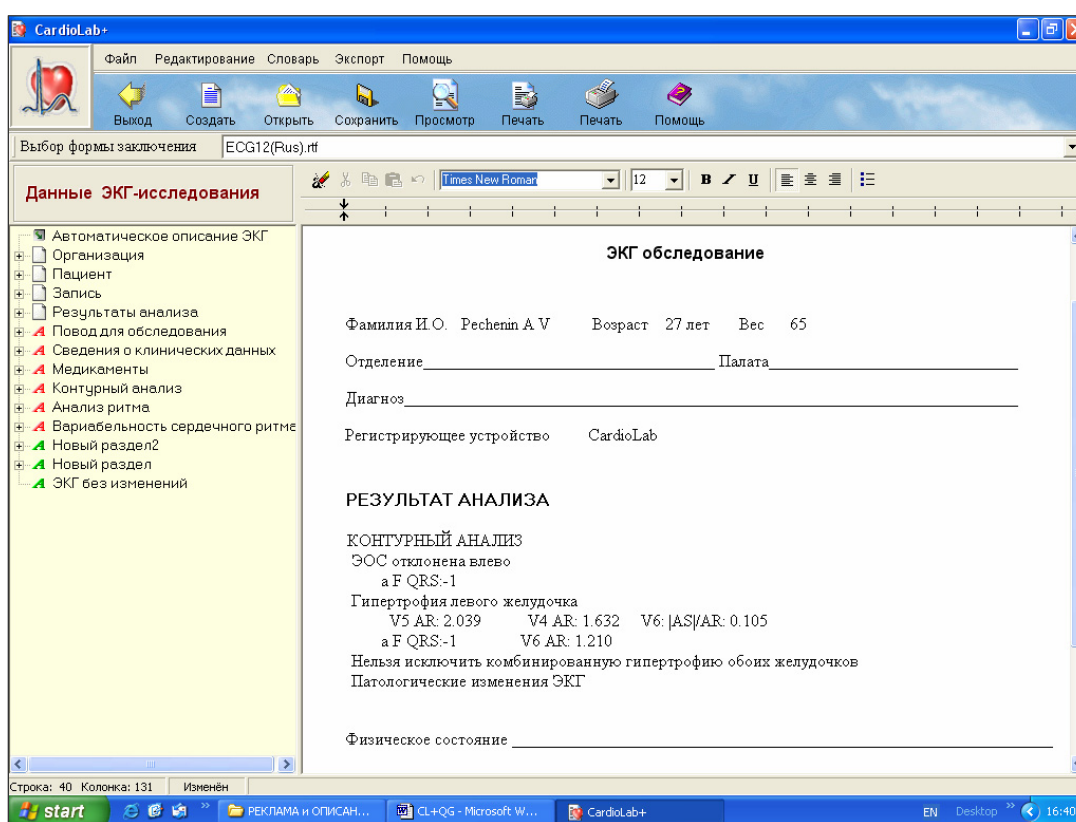 CardioLab+
Файл Редактирование Словарь Экспорт Помощь
Выход Создать Открыть Сохранить Просмотр Печать Печать Помощь
Выбор формы заключения ECG12(Rus).rtf
Данные ЭКГ-исследования
Times New Roman 12 B I U
Автоматическое описание ЭКГ
Организация
Пациент
Запись
Результаты анализа
A Повод для обследования
A Сведения о клинических данных
A Медикаменты
A Контурный анализ
A Анализ ритма
A Вариабельность сердечного ритма
A Новый раздел2
A Новый раздел
A ЭКГ без изменений
ЭКГ обследование
Фамилия И.О. Pechenin A V Возраст 27 лет Вес 65
Отделение Палата
Диагноз
Регистрирующее устройство CardioLab
РЕЗУЛЬТАТ АНАЛИЗА
КОНТУРНЫЙ АНАЛИЗ
ЭОС отклонена влево
a F QRS:-1
Гипертрофия левого желудочка
V5 AR: 2.039 V4 AR: 1.632 V6: |AS|/AR: 0.105
a F QRS:-1 V6 AR: 1.210
Нельзя исключить комбинированную гипертрофию обоих желудочков
Патологические изменения ЭКГ
Физическое состояние
Строка: 40 Колонка: 131 Изменён
start РЕКЛАМА и ОПИСАН... CL+QG - Microsoft W... CardioLab+ EN Desktop 16:40